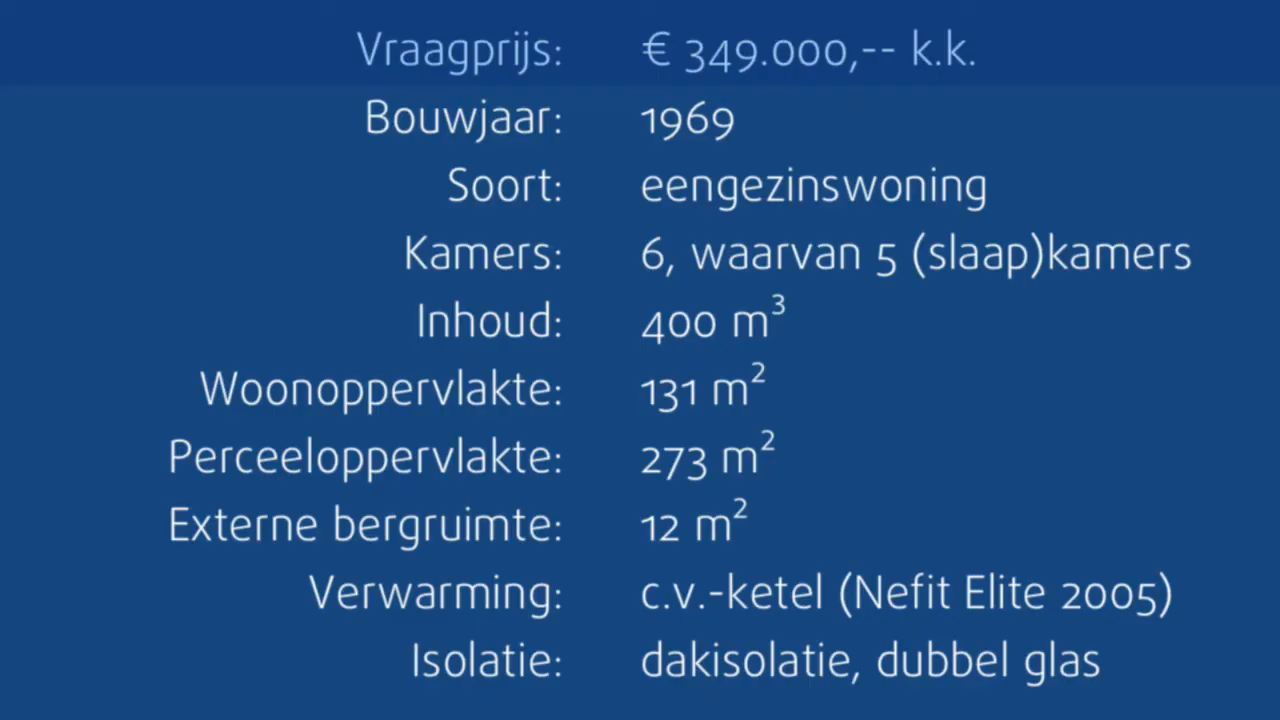 Vraagprijs: € 349.000,-- k.k.
Bouwjaar: 1969
Soort: eengezinswoning
Kamers: 6, waarvan 5 (slaap)kamers
Inhoud: 400 m³
Woonoppervlakte: 131 m²
Perceeloppervlakte: 273 m²
Externe bergruimte: 12 m²
Verwarming: c.v.-ketel (Nefit Elite 2005)
Isolatie: dakisolatie, dubbel glas